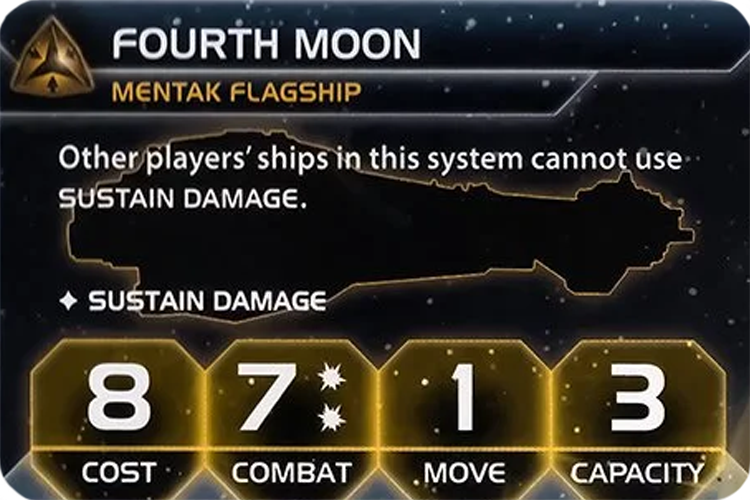 FOURTH MOON
MENTAK FLAGSHIP
Other players' ships in this system cannot use
SUSTAIN DAMAGE.
✦ SUSTAIN DAMAGE
8 7 1 3
COST COMBAT MOVE CAPACITY